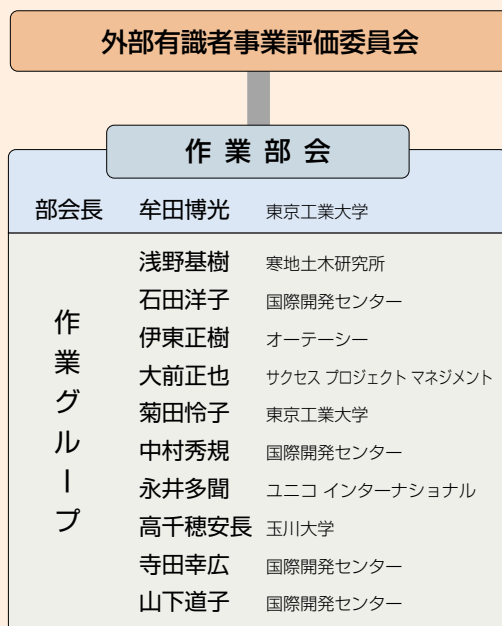 外部有識者事業評価委員会
作業部会
部会長 牟田博光 東京工業大学
作業グループ
浅野基樹 寒地土木研究所
石田洋子 国際開発センター
伊東正樹 オーテーシー
大前正也 サクセス プロジェクト マネジメント
菊田怜子 東京工業大学
中村秀規 国際開発センター
永井多聞 ユニコ インターナショナル
高千穂安長 玉川大学
寺田幸広 国際開発センター
山下道子 国際開発センター